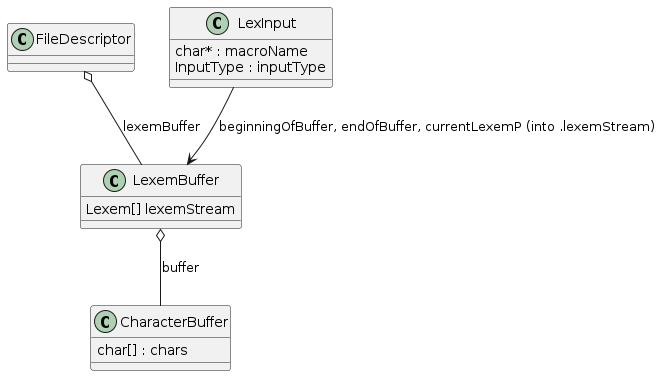 C FileDescriptor
C LexInput
char* : macroName
InputType : inputType
lexemBuffer
beginningOfBuffer, endOfBuffer, currentLexemP (into .lexemStream)
C LexemBuffer
Lexem[] lexemStream
buffer
C CharacterBuffer
char[] : chars